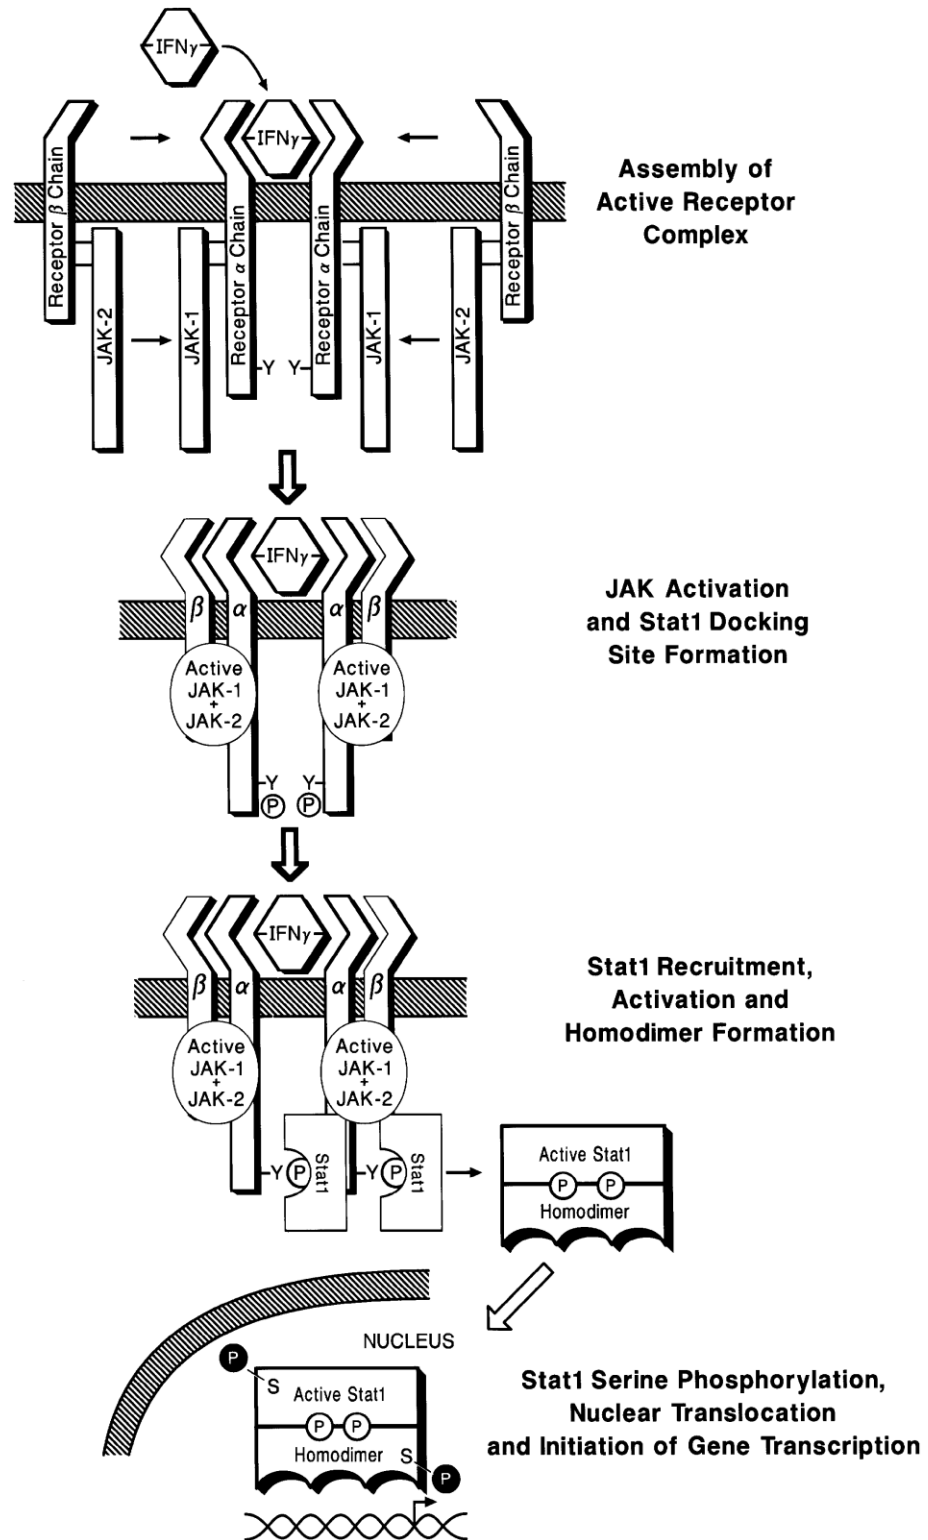 IFNγ
IFNγ
Receptor β Chain
Receptor α Chain
Receptor α Chain
Receptor β Chain
JAK-2
JAK-1
JAK-1
JAK-2
Y Y
Assembly of
Active Receptor
Complex
IFNγ
β α α β
Active
JAK-1
+
JAK-2
Active
JAK-1
+
JAK-2
Y Y
P P
JAK Activation
and Stat1 Docking
Site Formation
IFNγ
β α α β
Active
JAK-1
+
JAK-2
Active
JAK-1
+
JAK-2
Y P Stat1
Y P Stat1
Stat1 Recruitment,
Activation and
Homodimer Formation
Active Stat1
P P
Homodimer
NUCLEUS
P
S
Active Stat1
P P
Homodimer
S
P
Stat1 Serine Phosphorylation,
Nuclear Translocation
and Initiation of Gene Transcription